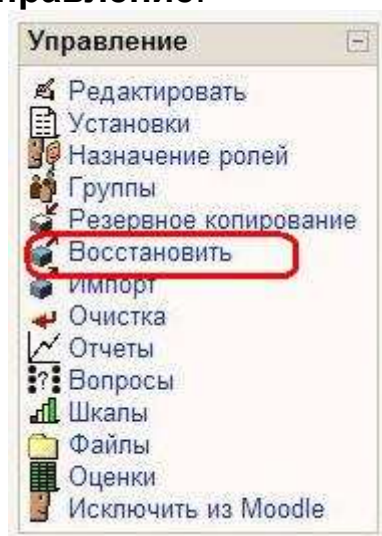 правление.
Управление
Редактировать
Установки
Назначение ролей
Группы
Резервное копирование
Восстановить
Импорт
Очистка
Отчеты
Вопросы
Шкалы
Файлы
Оценки
Исключить из Moodle